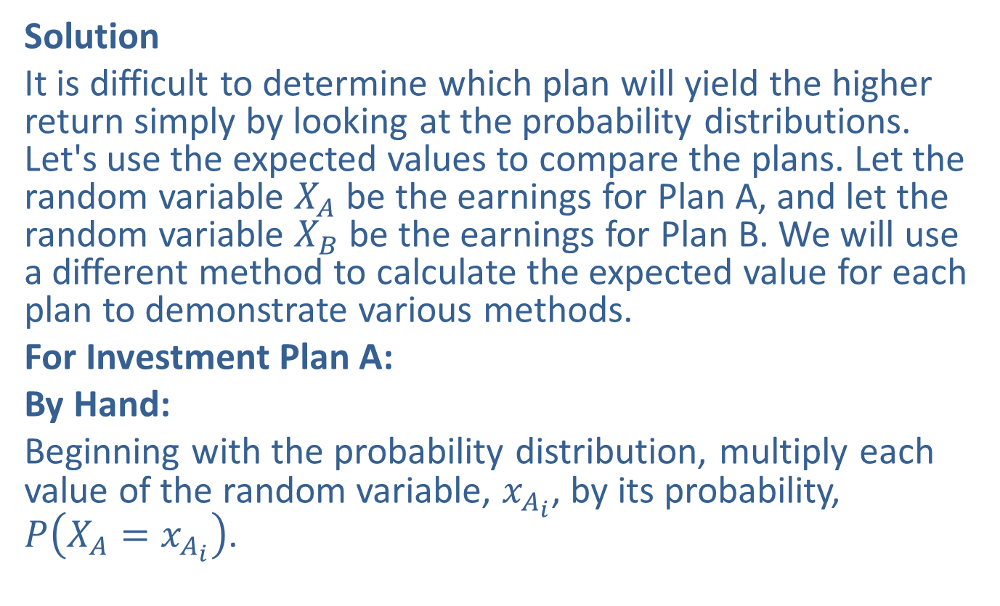 Solution
It is difficult to determine which plan will yield the higher
return simply by looking at the probability distributions.
Let's use the expected values to compare the plans. Let the
random variable $X_A$ be the earnings for Plan A, and let the
random variable $X_B$ be the earnings for Plan B. We will use
a different method to calculate the expected value for each
plan to demonstrate various methods.
For Investment Plan A:
By Hand:
Beginning with the probability distribution, multiply each
value of the random variable, $x_{A_i}$, by its probability,
$P(X_A = x_{A_i})$.